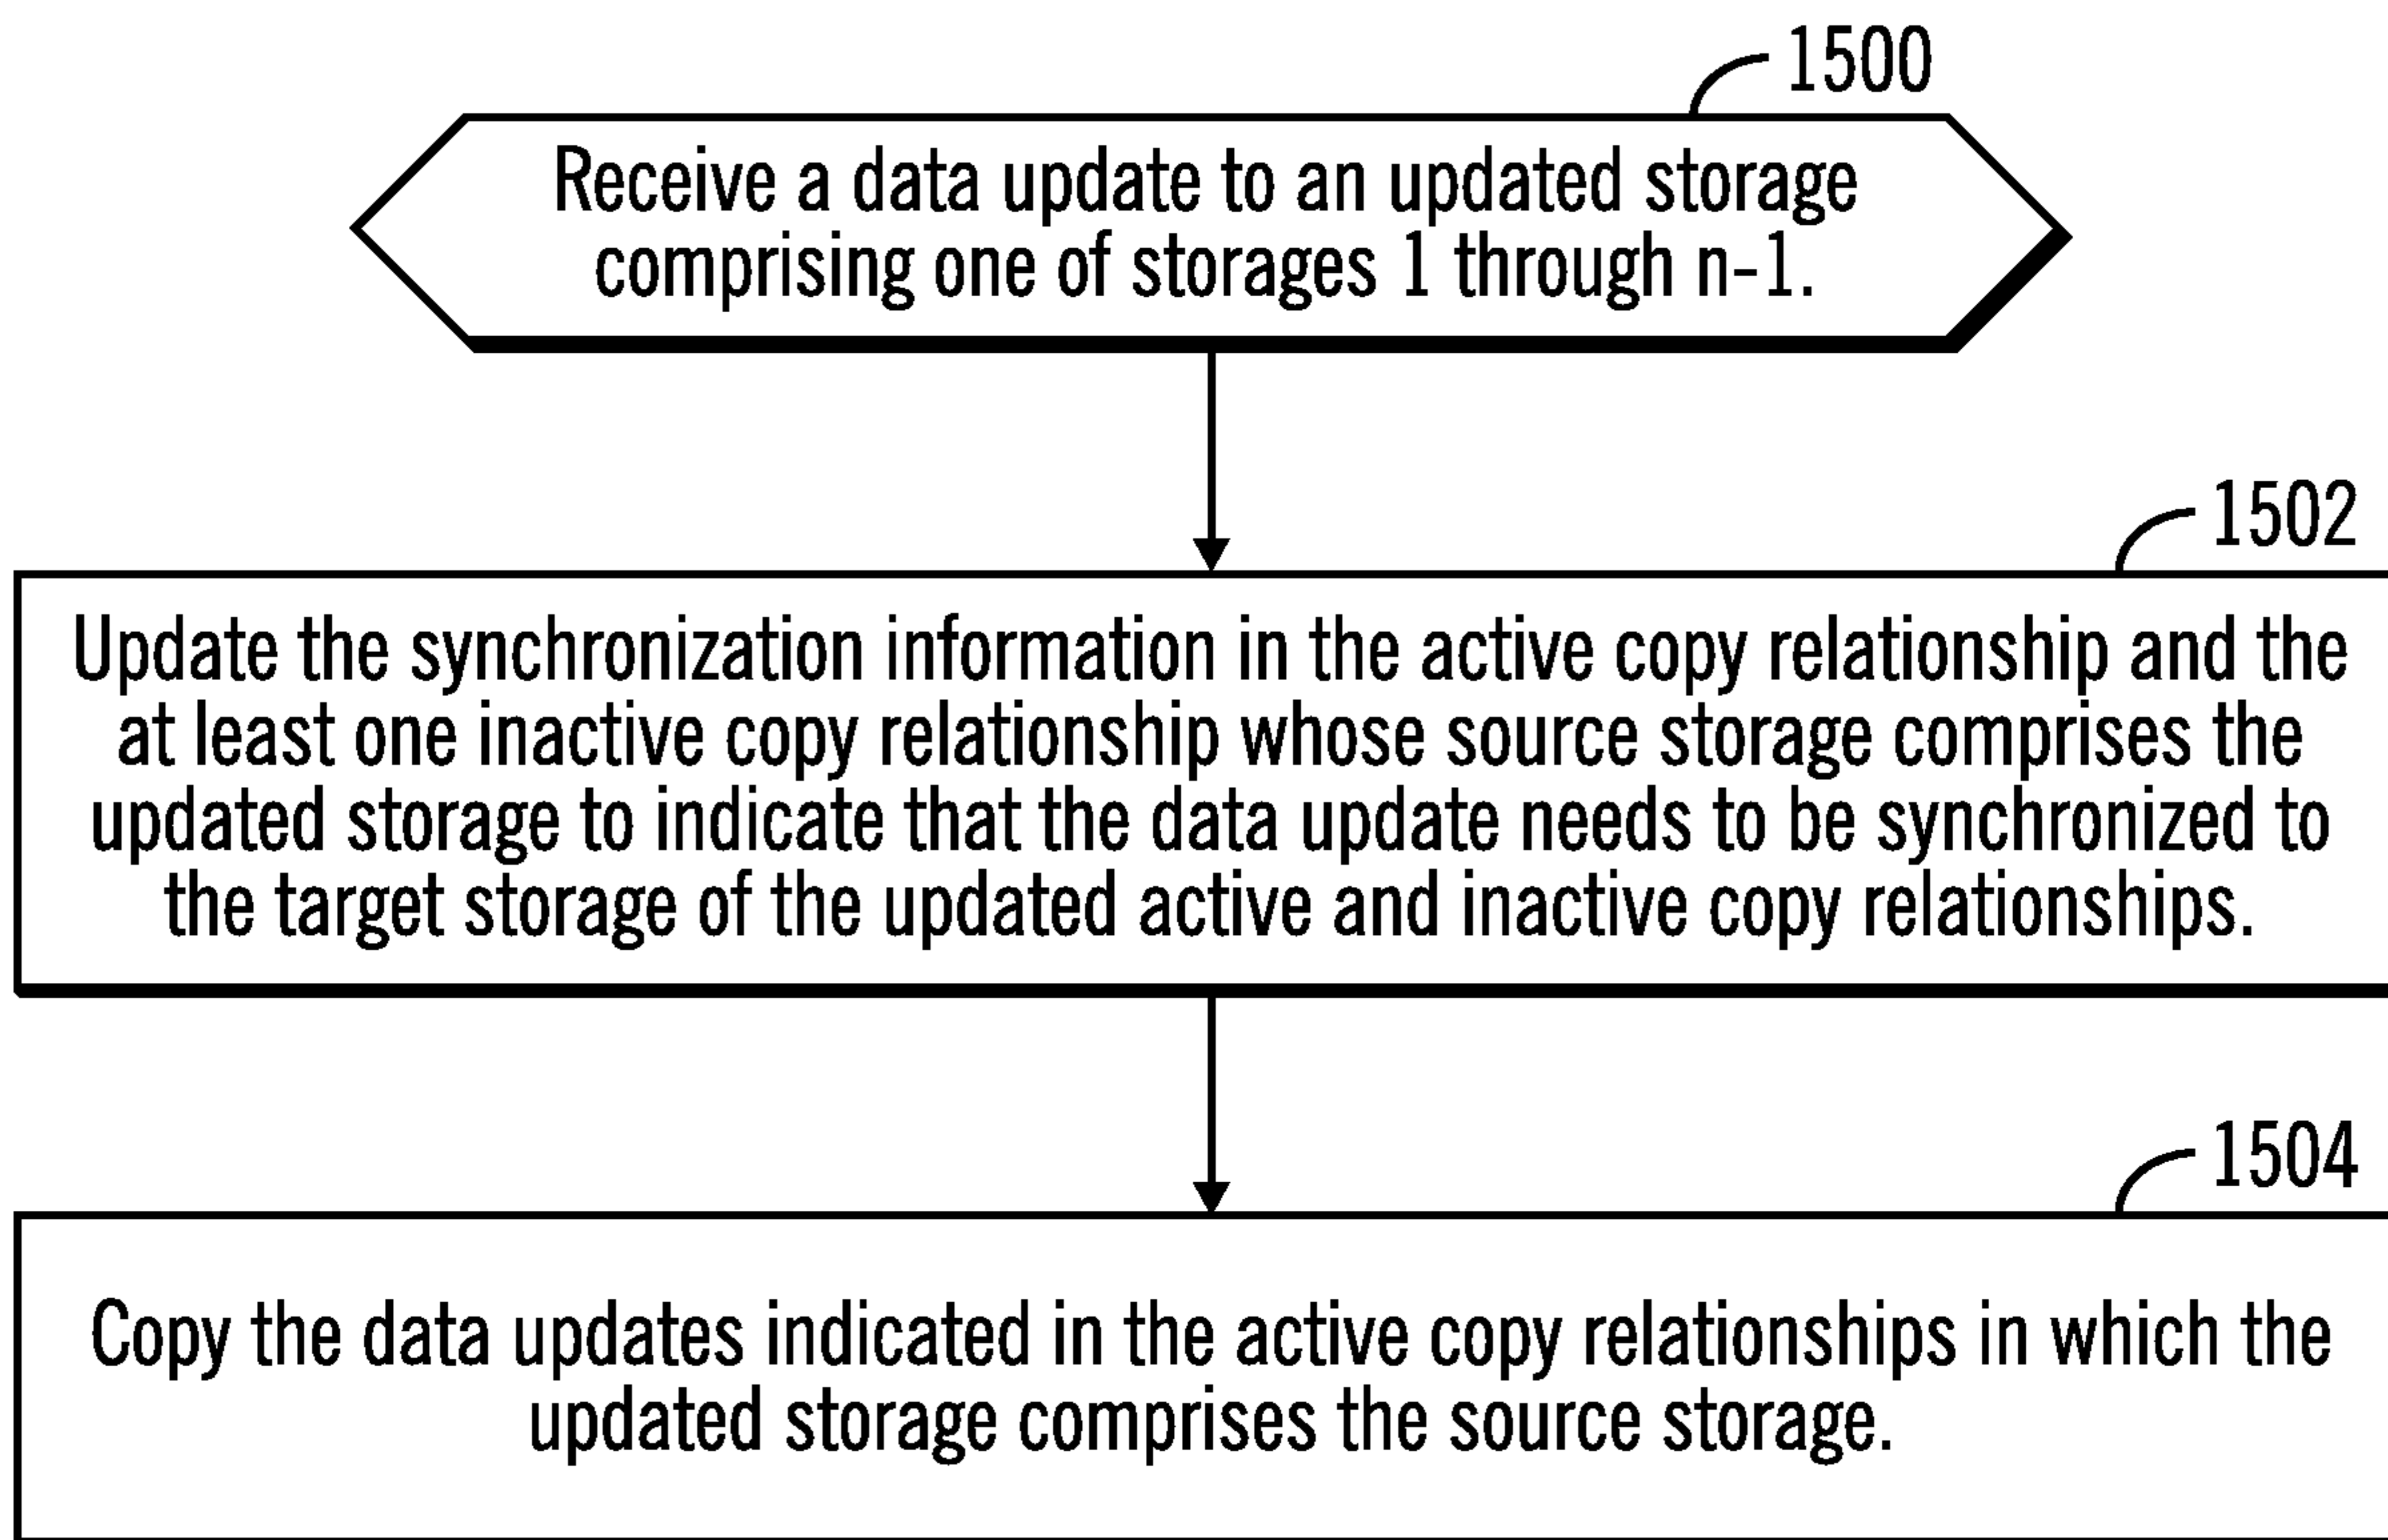 1500
Receive a data update to an updated storage
comprising one of storages 1 through n-1.
1502
Update the synchronization information in the active copy relationship and the
at least one inactive copy relationship whose source storage comprises the
updated storage to indicate that the data update needs to be synchronized to
the target storage of the updated active and inactive copy relationships.
1504
Copy the data updates indicated in the active copy relationships in which the
updated storage comprises the source storage.